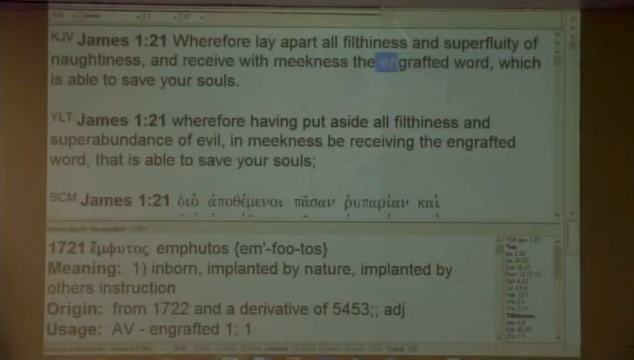 KJV James 1:21 Wherefore lay apart all filthiness and superfluity of
naughtiness, and receive with meekness the engrafted word, which
is able to save your souls.
YLT James 1:21 wherefore having put aside all filthiness and
superabundance of evil, in meekness be receiving the engrafted
word, that is able to save your souls;
SCM James 1:21 διὸ ἀποθέμενοι πᾶσαν ῥυπαρίαν καὶ
1721 ἔμφυτος emphutos {em'-foo-tos}
Meaning: 1) inborn, implanted by nature, implanted by
others instruction
Origin: from 1722 and a derivative of 5453;; adj
Usage: AV - engrafted 1; 1